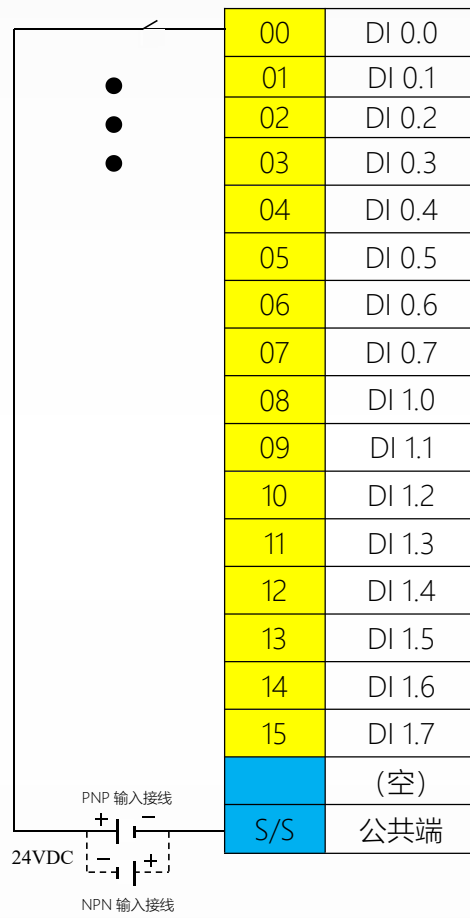 00 DI 0.0
01 DI 0.1
02 DI 0.2
03 DI 0.3
04 DI 0.4
05 DI 0.5
06 DI 0.6
07 DI 0.7
08 DI 1.0
09 DI 1.1
10 DI 1.2
11 DI 1.3
12 DI 1.4
13 DI 1.5
14 DI 1.6
15 DI 1.7
(空)
PNP 输入接线
+ −
S/S 公共端
24VDC
− +
NPN 输入接线